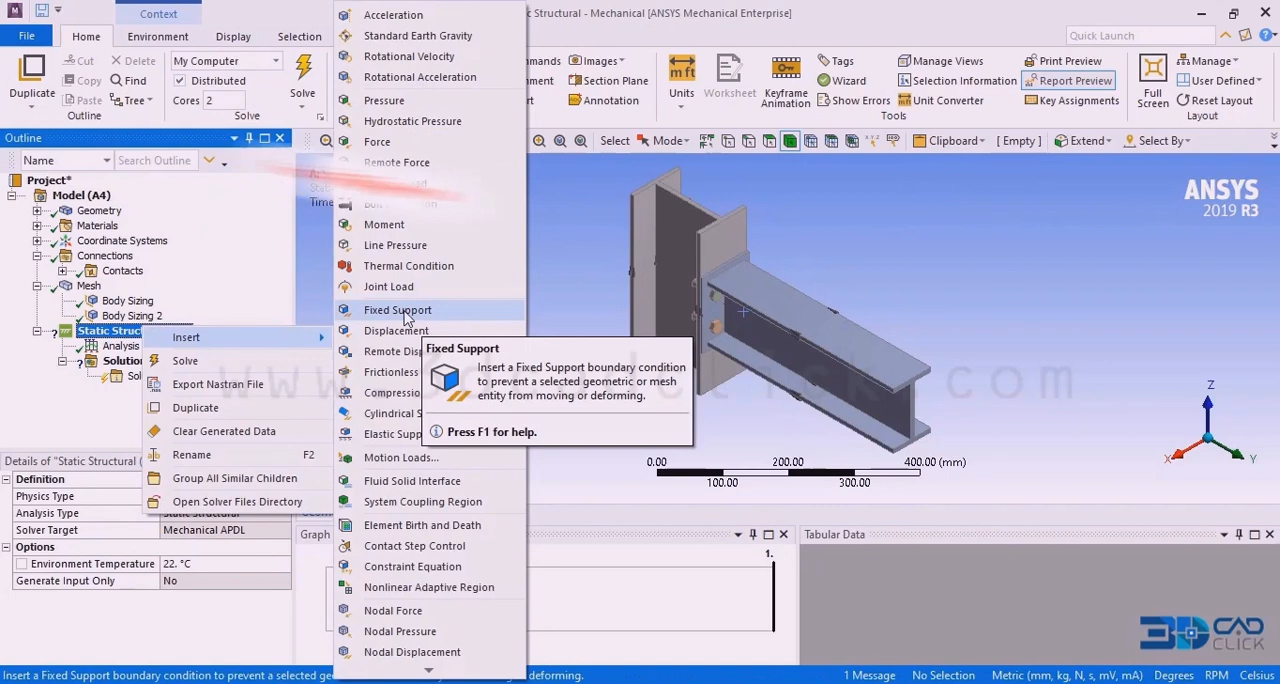 Context
Static Structural - Mechanical [ANSYS Mechanical Enterprise]
File
Home
Environment
Display
Selection
Quick Launch
Duplicate
Cut
Delete
Copy
Find
Paste
Tree
Outline
My Computer
Distributed
Cores 2
Solve
Solve
Images
Section Plane
Annotation
Units
Worksheet
Keyframe
Animation
Tags
Wizard
Show Errors
Manage Views
Selection Information
Unit Converter
Print Preview
Report Preview
Key Assignments
Tools
Full
Screen
Manage
User Defined
Reset Layout
Layout
Outline
Name
Search Outline
Select
Mode
Clipboard
[ Empty ]
Extend
Select By
Project*
Model (A4)
Geometry
Materials
Coordinate Systems
Connections
Contacts
Mesh
Body Sizing
Body Sizing 2
Static Struc
Analysis
Solution
Insert
Solve
Export Nastran File
Duplicate
Clear Generated Data
Rename F2
Group All Similar Children
Open Solver Files Directory
Acceleration
Standard Earth Gravity
Rotational Velocity
Rotational Acceleration
Pressure
Hydrostatic Pressure
Force
Remote Force
Moment
Line Pressure
Thermal Condition
Joint Load
Fixed Support
Displacement
Remote Disp
Frictionless
Compressio
Cylindrical S
Elastic Supp
Motion Loads...
Fluid Solid Interface
System Coupling Region
Element Birth and Death
Contact Step Control
Constraint Equation
Nonlinear Adaptive Region
Nodal Force
Nodal Pressure
Nodal Displacement
Fixed Support
Insert a Fixed Support boundary condition
to prevent a selected geometric or mesh
entity from moving or deforming.
Press F1 for help.
ANSYS
2019 R3
0.00 200.00 400.00 (mm)
100.00 300.00
Z
X
Y
Details of "Static Structural
Definition
Physics Type
Analysis Type Static Structural
Solver Target Mechanical APDL
Options
Environment Temperature 22. °C
Generate Input Only No
Graph
1.
Tabular Data
3D CAD
CLICK
Insert a Fixed Support boundary condition to prevent a selected ge
deforming.
1 Message
No Selection
Metric (mm, kg, N, s, mV, mA)
Degrees
RPM
Celsius